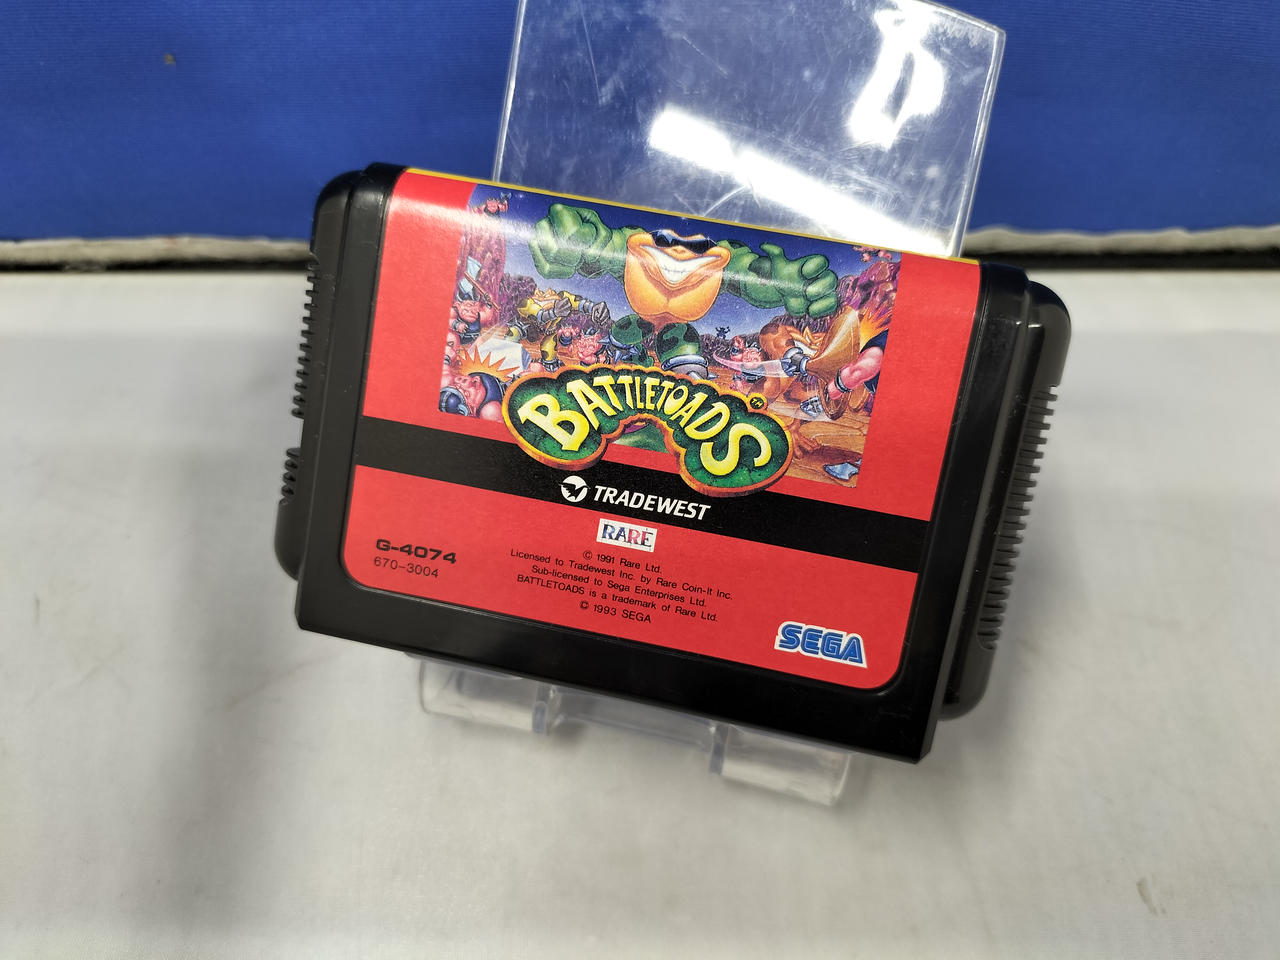 BATTLETOADS™
TRADEWEST
RARE
G-4074
670-3004
© 1991 Rare Ltd.
Licensed to Tradewest Inc. by Rare Coin-It Inc.
Sub-licensed to Sega Enterprises Ltd.
BATTLETOADS is a trademark of Rare Ltd.
© 1993 SEGA
SEGA